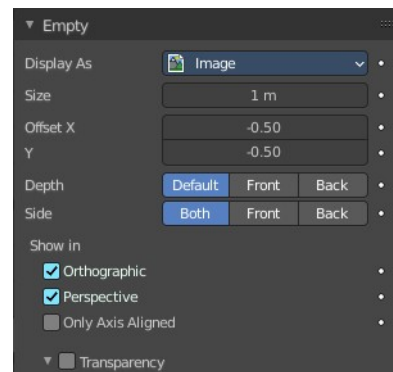 Empty
Display As Image
Size 1 m
Offset X -0.50
Y -0.50
Depth Default Front Back
Side Both Front Back
Show in
Orthographic
Perspective
Only Axis Aligned
Transparency